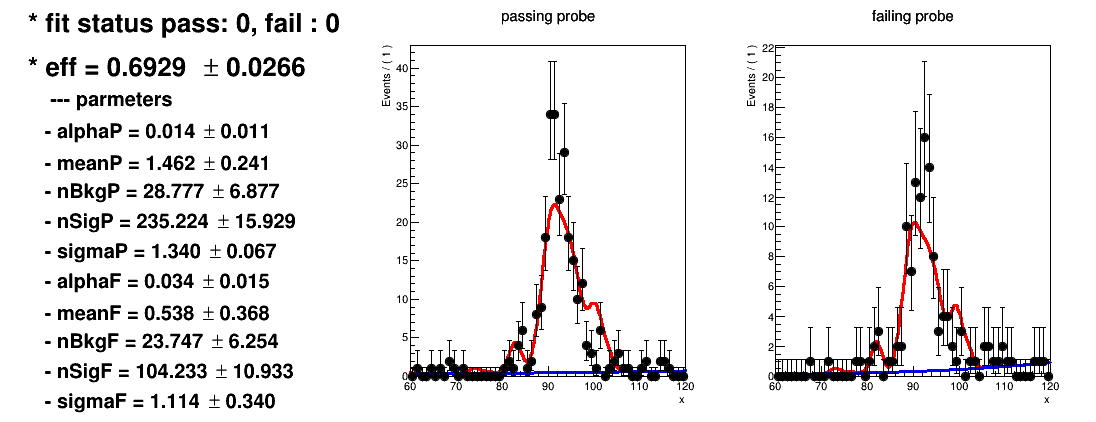 * fit status pass: 0, fail : 0
* eff = 0.6929 ± 0.0266
--- parmeters
- alphaP = 0.014 ± 0.011
- meanP = 1.462 ± 0.241
- nBkgP = 28.777 ± 6.877
- nSigP = 235.224 ± 15.929
- sigmaP = 1.340 ± 0.067
- alphaF = 0.034 ± 0.015
- meanF = 0.538 ± 0.368
- nBkgF = 23.747 ± 6.254
- nSigF = 104.233 ± 10.933
- sigmaF = 1.114 ± 0.340
passing probe
Events / ( 1 )
40
35
30
25
20
15
10
5
0
60 70 80 90 100 110 120
x
failing probe
Events / ( 1 )
22
20
18
16
14
12
10
8
6
4
2
0
60 70 80 90 100 110 120
x